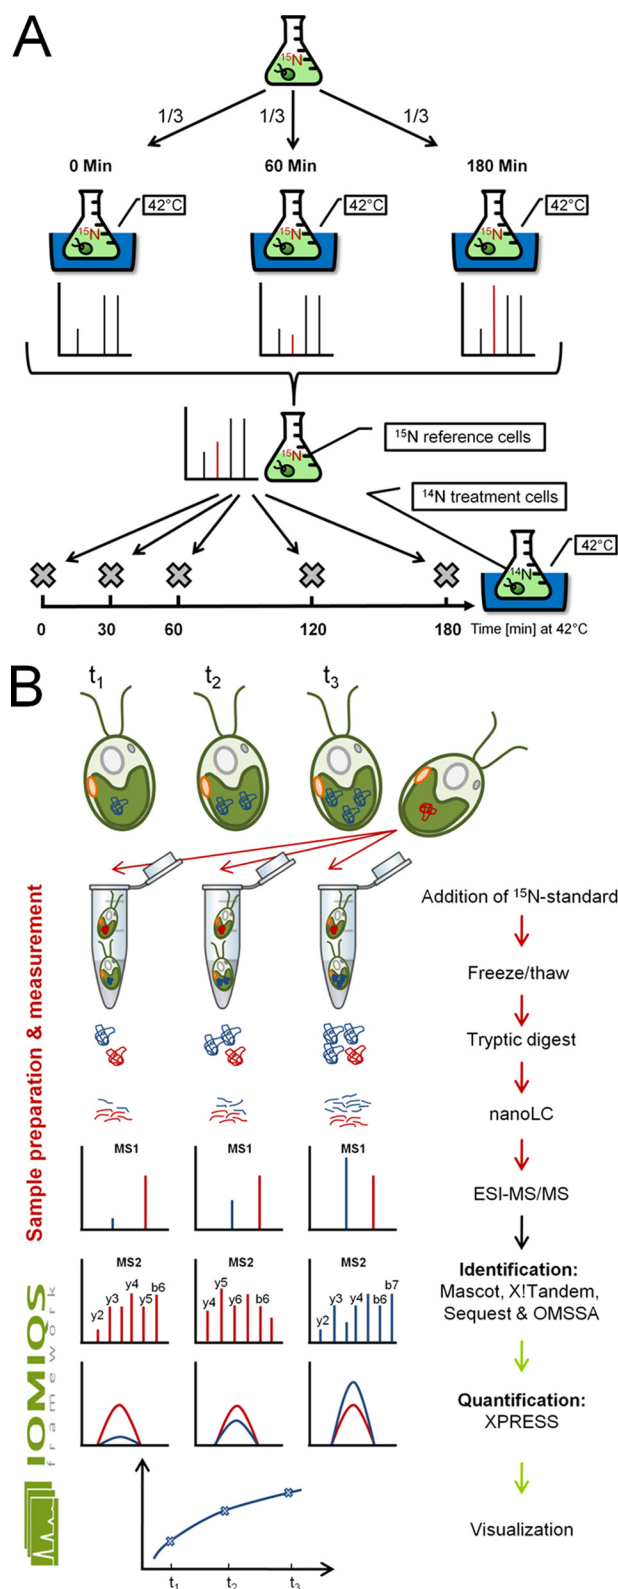 A
15N
1/3 1/3 1/3
0 Min 60 Min 180 Min
42°C 42°C 42°C
15N 15N 15N
15N
15N reference cells
14N treatment cells
42°C
14N
0 30 60 120 180 Time [min] at 42°C
B
t1 t2 t3
Sample preparation & measurement
Addition of 15N-standard
Freeze/thaw
Tryptic digest
nanoLC
MS1 MS1 MS1
ESI-MS/MS
MS2 MS2 MS2
y2 y3 y4 y5 b6
y4 y5 y6 b6
y2 y3 y4 b6 b7
Identification:
Mascot, X!Tandem,
Sequest & OMSSA
IOMIQS
framework
Quantification:
XPRESS
Visualization
t1 t2 t3